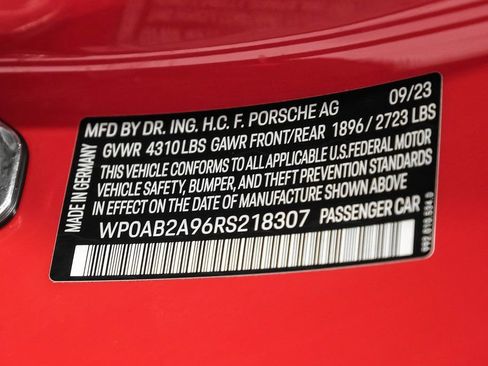 09/23
MFD BY DR. ING. H.C. F. PORSCHE AG
GVWR 4310LBS GAWR FRONT/REAR 1896/2723 LBS
THIS VEHICLE CONFORMS TO ALL APPLICABLE U.S.FEDERAL MOTOR
VEHICLE SAFETY, BUMPER, AND THEFT PREVENTION STANDARDS
IN EFFECT ON THE DATE OF MANUFACTURE SHOWN ABOVE
WP0AB2A96RS218307 PASSENGER CAR
MADE IN GERMANY